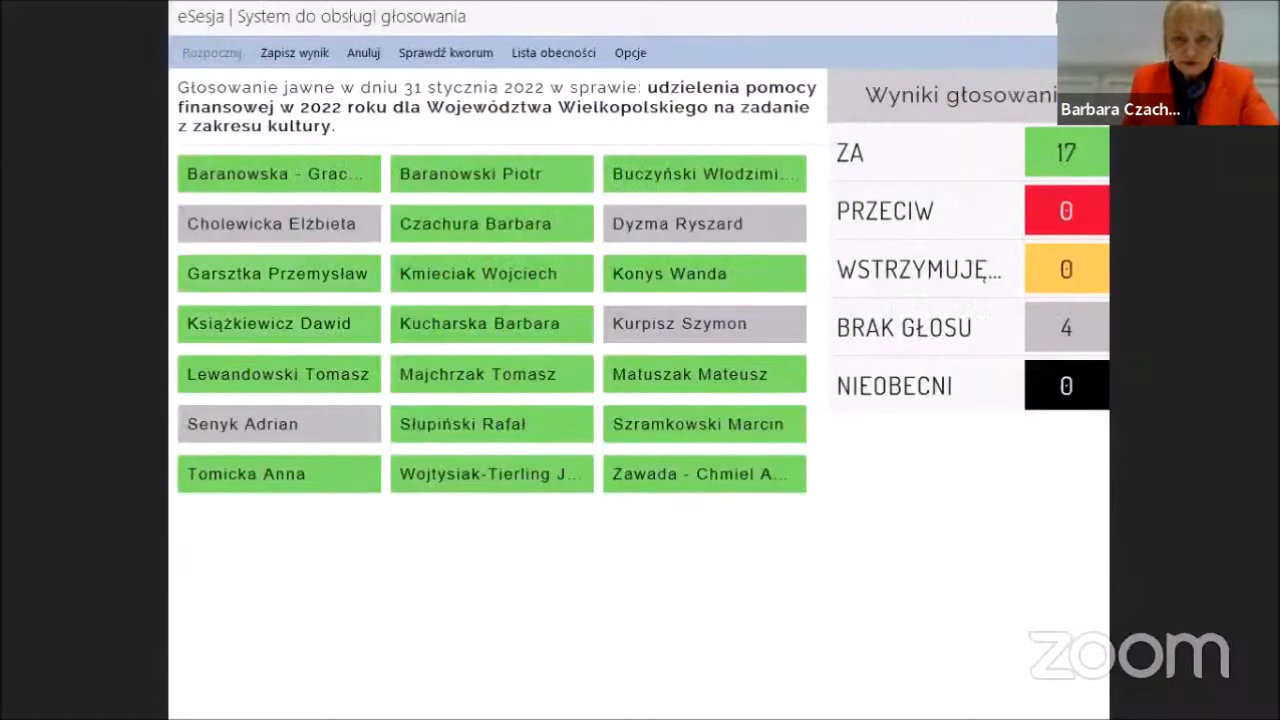 eSesja | System do obsługi głosowania
Rozpocznij Zapisz wynik Anuluj Sprawdź kworum Lista obecności Opcje
Głosowanie jawne w dniu 31 stycznia 2022 w sprawie: udzielenia pomocy
finansowej w 2022 roku dla Województwa Wielkopolskiego na zadanie
z zakresu kultury.
Baranowska - Grac... Baranowski Piotr Buczyński Włodzimi...
Cholewicka Elżbieta Czachura Barbara Dyzma Ryszard
Garsztka Przemysław Kmieciak Wojciech Konys Wanda
Książkiewicz Dawid Kucharska Barbara Kurpisz Szymon
Lewandowski Tomasz Majchrzak Tomasz Matuszak Mateusz
Senyk Adrian Słupiński Rafał Szramkowski Marcin
Tomicka Anna Wojtysiak-Tierling J... Zawada - Chmiel A...
Wyniki głosowani
ZA 17
PRZECIW 0
WSTRZYMUJĘ... 0
BRAK GŁOSU 4
NIEOBECNI 0
Barbara Czach...
zoom